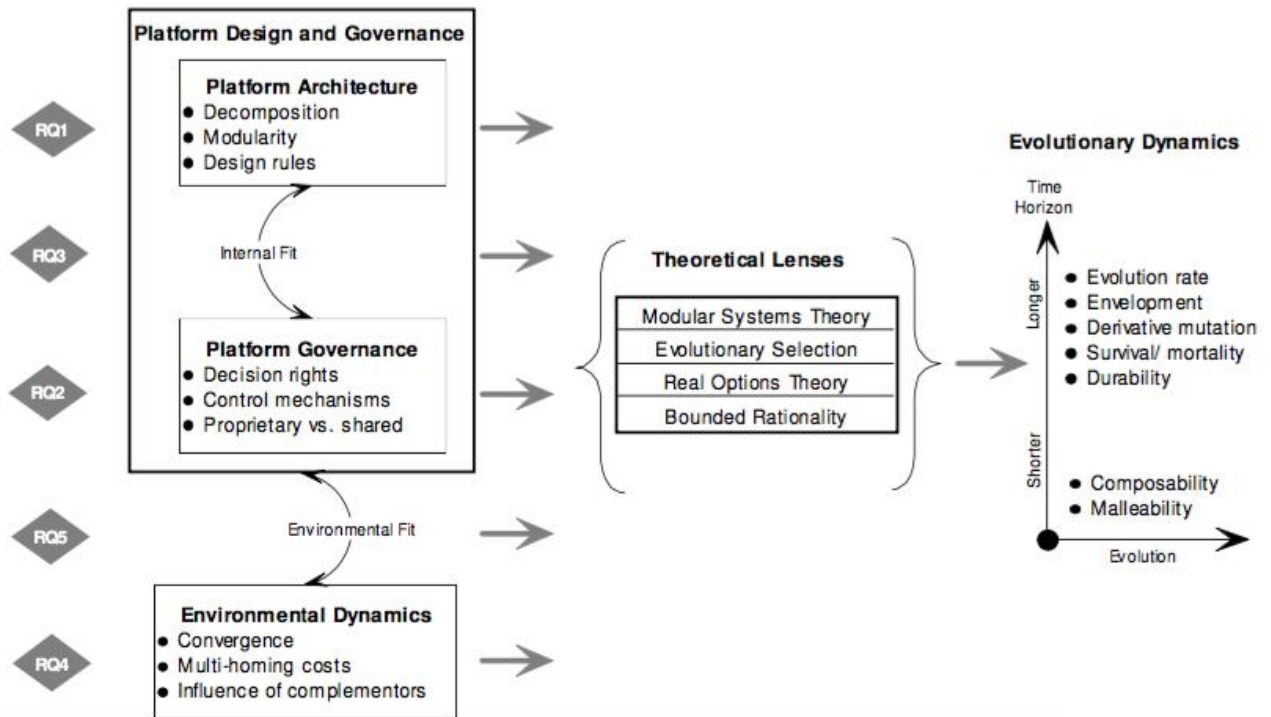 Platform Design and Governance
RQ1
Platform Architecture
● Decomposition
● Modularity
● Design rules
RQ3
Internal Fit
RQ2
Platform Governance
● Decision rights
● Control mechanisms
● Proprietary vs. shared
RQ5
Environmental Fit
RQ4
Environmental Dynamics
● Convergence
● Multi-homing costs
● Influence of complementors
Theoretical Lenses
Modular Systems Theory
Evolutionary Selection
Real Options Theory
Bounded Rationality
Evolutionary Dynamics
Time
Horizon
Longer
● Evolution rate
● Envelopment
● Derivative mutation
● Survival/ mortality
● Durability
Shorter
● Composability
● Malleability
Evolution